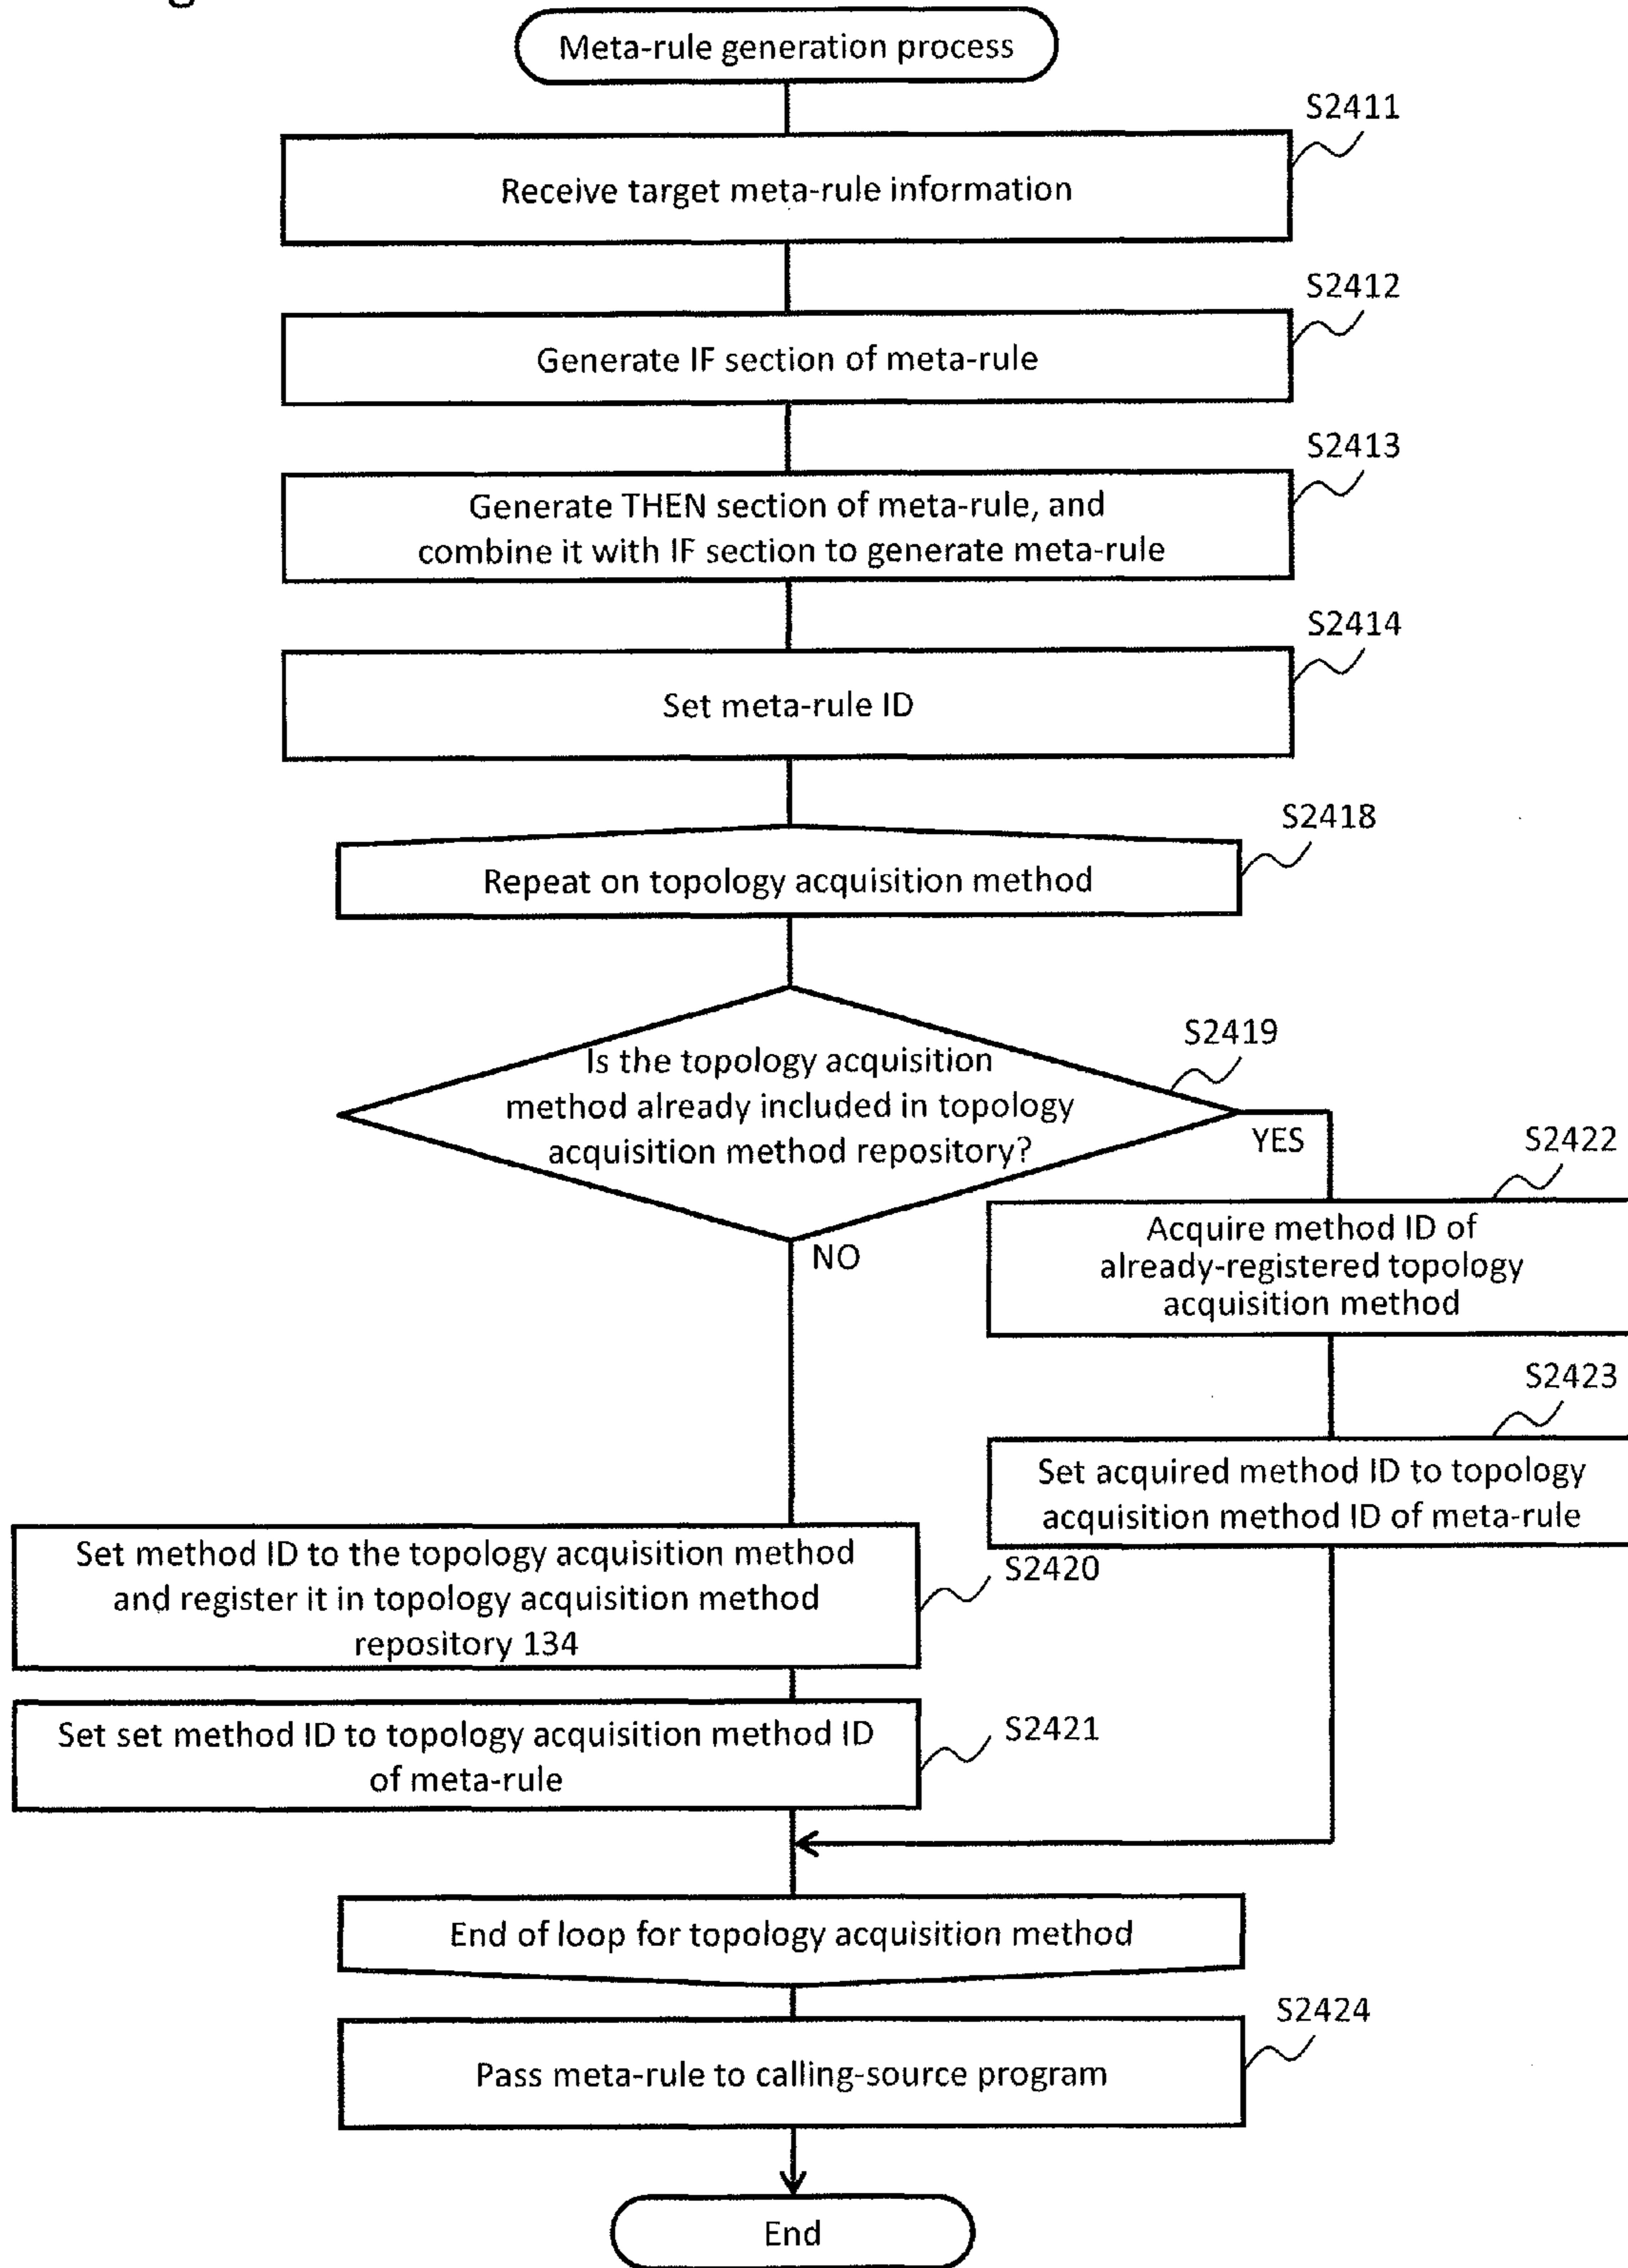 Meta-rule generation process
S2411
Receive target meta-rule information
S2412
Generate IF section of meta-rule
S2413
Generate THEN section of meta-rule, and
combine it with IF section to generate meta-rule
S2414
Set meta-rule ID
S2418
Repeat on topology acquisition method
S2419
Is the topology acquisition
method already included in topology
acquisition method repository?
YES
NO
S2422
Acquire method ID of
already-registered topology
acquisition method
S2423
Set acquired method ID to topology
acquisition method ID of meta-rule
Set method ID to the topology acquisition method
and register it in topology acquisition method
repository 134
S2420
Set set method ID to topology acquisition method ID
of meta-rule
S2421
End of loop for topology acquisition method
S2424
Pass meta-rule to calling-source program
End